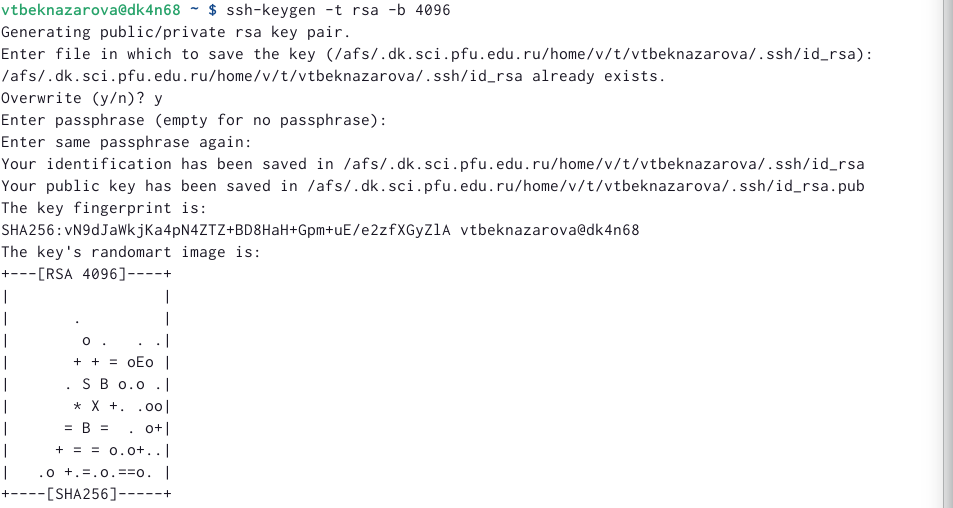 vtbeknazarova@dk4n68 ~ $ ssh-keygen -t rsa -b 4096
Generating public/private rsa key pair.
Enter file in which to save the key (/afs/.dk.sci.pfu.edu.ru/home/v/t/vtbeknazarova/.ssh/id_rsa):
/afs/.dk.sci.pfu.edu.ru/home/v/t/vtbeknazarova/.ssh/id_rsa already exists.
Overwrite (y/n)? y
Enter passphrase (empty for no passphrase):
Enter same passphrase again:
Your identification has been saved in /afs/.dk.sci.pfu.edu.ru/home/v/t/vtbeknazarova/.ssh/id_rsa
Your public key has been saved in /afs/.dk.sci.pfu.edu.ru/home/v/t/vtbeknazarova/.ssh/id_rsa.pub
The key fingerprint is:
SHA256:vN9dJaWkjKa4pN4ZTZ+BD8HaH+Gpm+uE/e2zfXGyZlA vtbeknazarova@dk4n68
The key's randomart image is:
+---[RSA 4096]----+
|                 |
|       .         |
|        o .   . .|
|       + + = oEo |
|      . S B o.o .|
|       * X +. .oo|
|      = B =  . o+|
|     + = = o.o+..|
|   .o +.=.o.==o. |
+----[SHA256]-----+